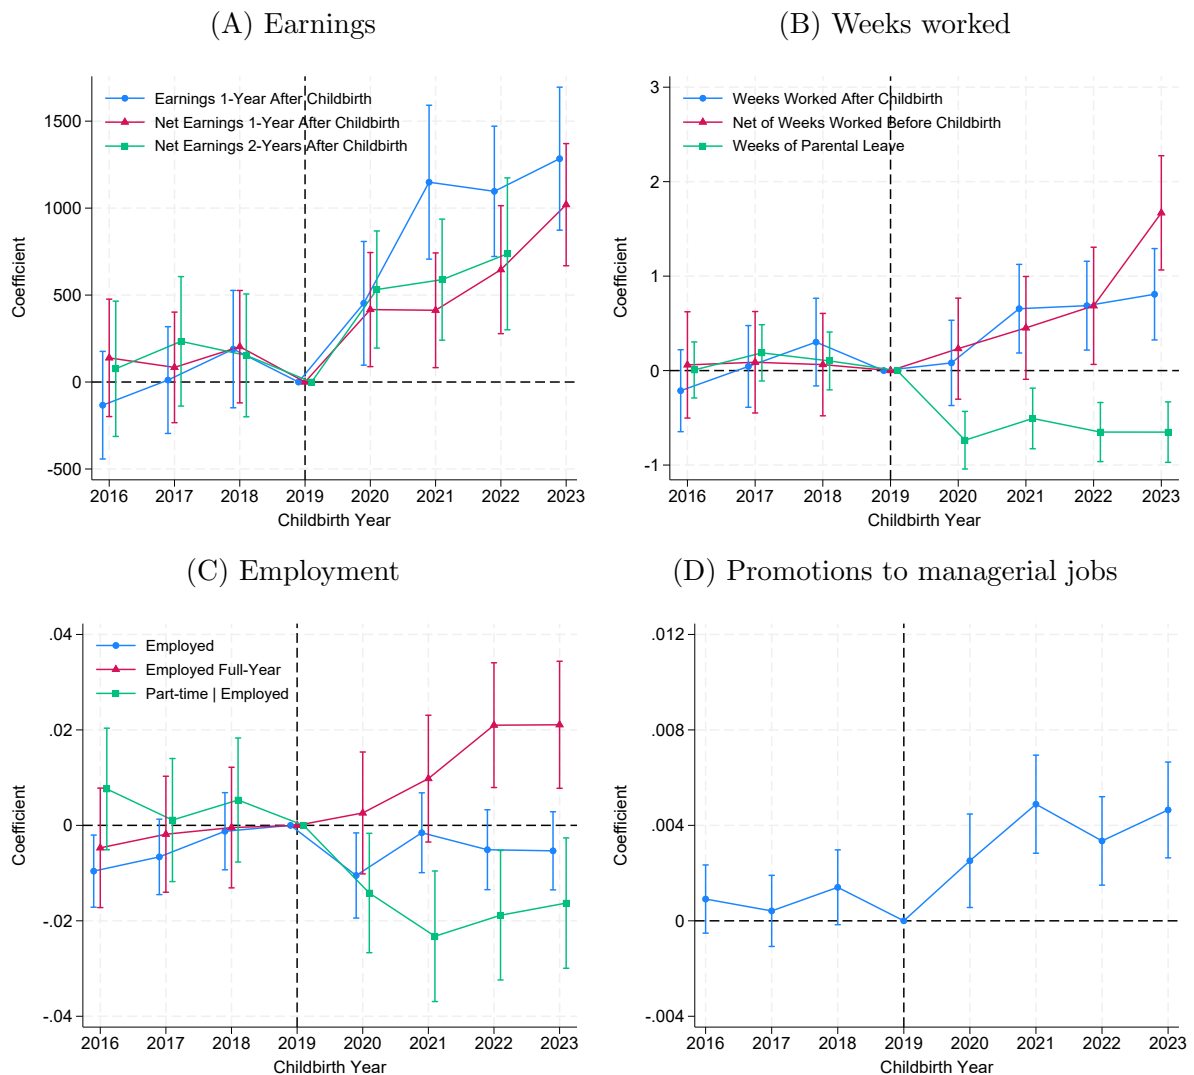 (A) Earnings
Earnings 1-Year After Childbirth
Net Earnings 1-Year After Childbirth
Net Earnings 2-Years After Childbirth
1500
1000
500
0
-500
Coefficient
2016 2017 2018 2019 2020 2021 2022 2023
Childbirth Year
(B) Weeks worked
Weeks Worked After Childbirth
Net of Weeks Worked Before Childbirth
Weeks of Parental Leave
3
2
1
0
-1
Coefficient
2016 2017 2018 2019 2020 2021 2022 2023
Childbirth Year
(C) Employment
Employed
Employed Full-Year
Part-time | Employed
.04
.02
0
-.02
-.04
Coefficient
2016 2017 2018 2019 2020 2021 2022 2023
Childbirth Year
(D) Promotions to managerial jobs
.012
.008
.004
0
-.004
Coefficient
2016 2017 2018 2019 2020 2021 2022 2023
Childbirth Year